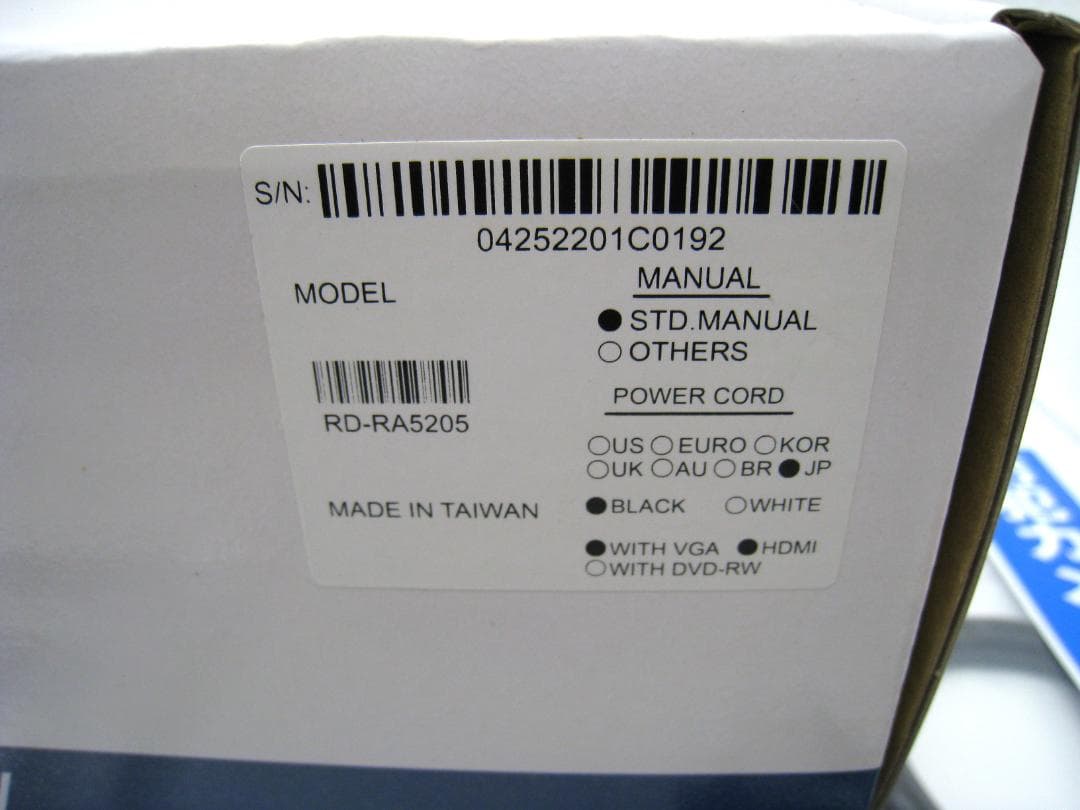 S/N:
04252201C0192
MODEL
MANUAL
● STD.MANUAL
○ OTHERS
RD-RA5205
POWER CORD
○US ○EURO ○KOR
○UK ○AU ○BR ●JP
MADE IN TAIWAN
●BLACK ○WHITE
●WITH VGA ●HDMI
○WITH DVD-RW